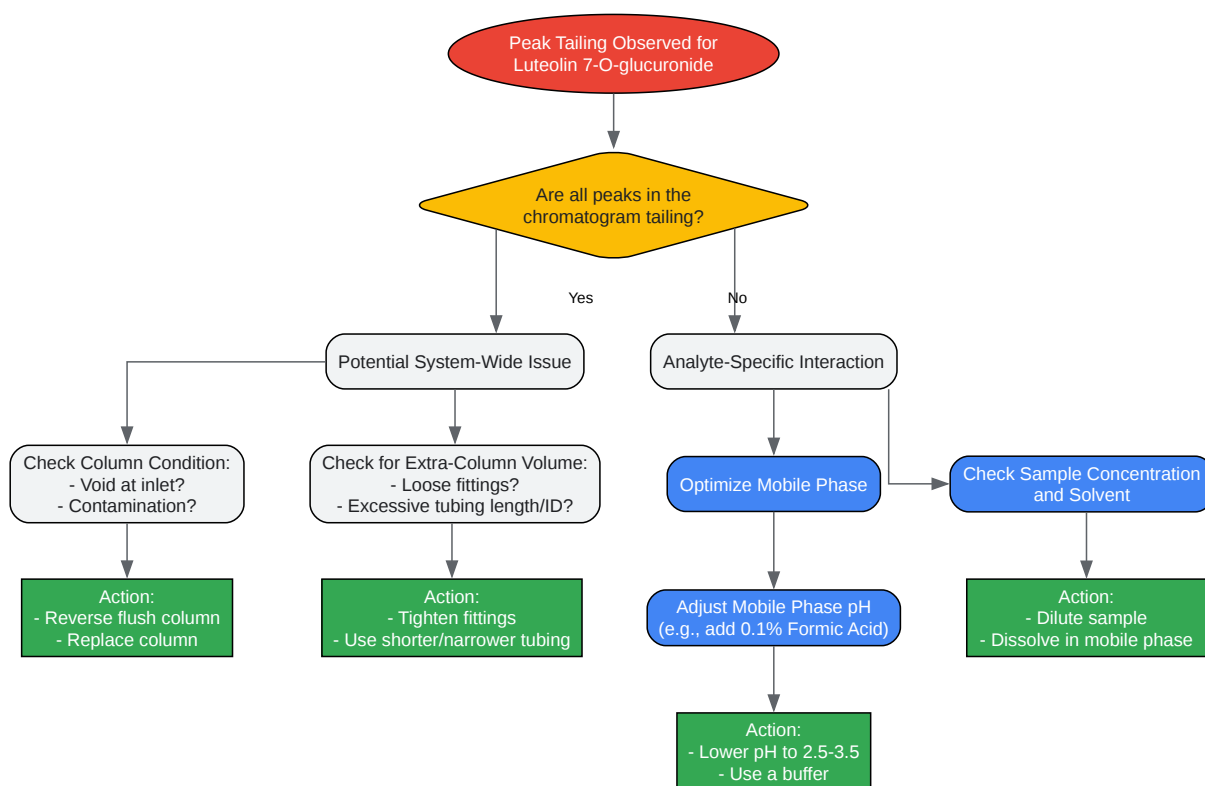 Peak Tailing Observed for
Luteolin 7-O-glucuronide
Are all peaks in the
chromatogram tailing?
Yes
No
Potential System-Wide Issue
Analyte-Specific Interaction
Check Column Condition:
- Void at inlet?
- Contamination?
Check for Extra-Column Volume:
- Loose fittings?
- Excessive tubing length/ID?
Optimize Mobile Phase
Check Sample Concentration
and Solvent
Action:
- Reverse flush column
- Replace column
Action:
- Tighten fittings
- Use shorter/narrower tubing
Adjust Mobile Phase pH
(e.g., add 0.1% Formic Acid)
Action:
- Dilute sample
- Dissolve in mobile phase
Action:
- Lower pH to 2.5-3.5
- Use a buffer